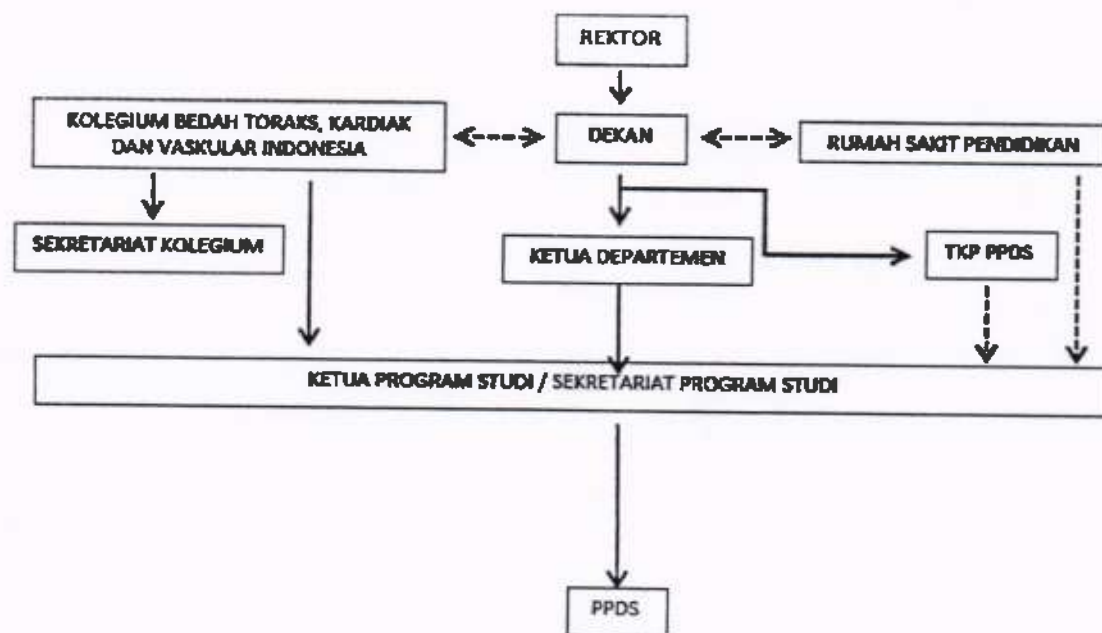 REKTOR
KOLEGIUM BEDAH TORAKS, KARDIAK
DAN VASKULAR INDONESIA
DEKAN
RUMAH SAKIT PENDIDIKAN
SEKRETARIAT KOLEGIUM
KETUA DEPARTEMEN
TKP PPDS
KETUA PROGRAM STUDI / SEKRETARIAT PROGRAM STUDI
PPDS